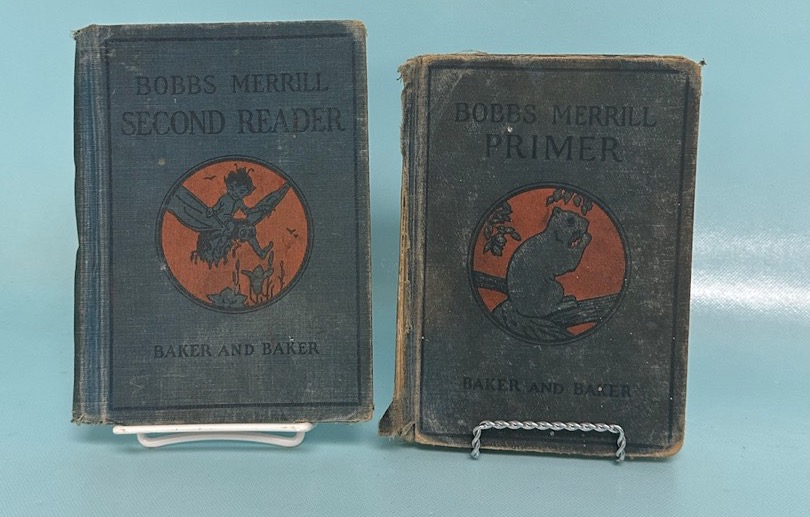 BOBBS MERRILL
SECOND READER
BAKER AND BAKER
BOBBS MERRILL
PRIMER
BAKER AND BAKER